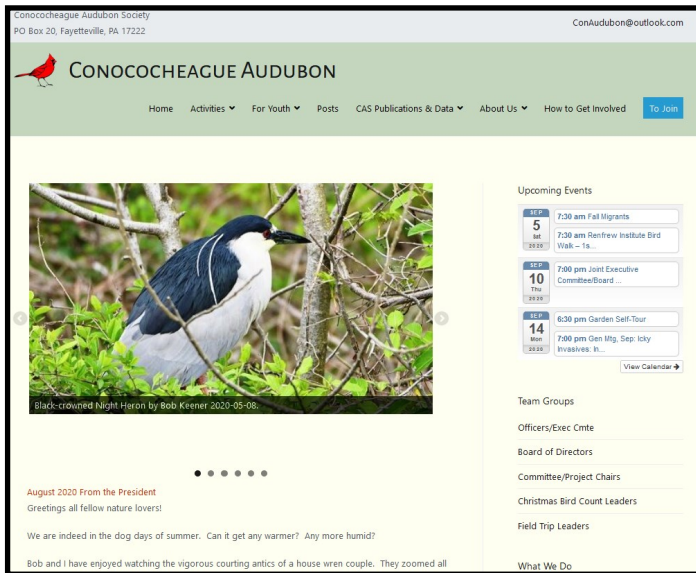 Conococheague Audubon Society
PO Box 20, Fayetteville, PA 17222
ConAudubon@outlook.com
CONOCOCHEAGUE AUDUBON
Home Activities For Youth Posts CAS Publications & Data About Us How to Get Involved To Join
Black-crowned Night Heron by Bob Keener 2020-05-08.
August 2020 From the President
Greetings all fellow nature lovers!
We are indeed in the dog days of summer. Can it get any warmer? Any more humid?
Bob and I have enjoyed watching the vigorous courting antics of a house wren couple. They zoomed all
Upcoming Events
SEP
5
Sat
2020
7:30 am Fall Migrants
7:30 am Renfrew Institute Bird
Walk – 1s...
SEP
10
Thu
2020
7:00 pm Joint Executive
Committee/Board ...
SEP
14
Mon
2020
6:30 pm Garden Self-Tour
7:00 pm Gen Mtg, Sep: Icky
Invasives: In...
View Calendar
Team Groups
Officers/Exec Cmte
Board of Directors
Committee/Project Chairs
Christmas Bird Count Leaders
Field Trip Leaders
What We Do